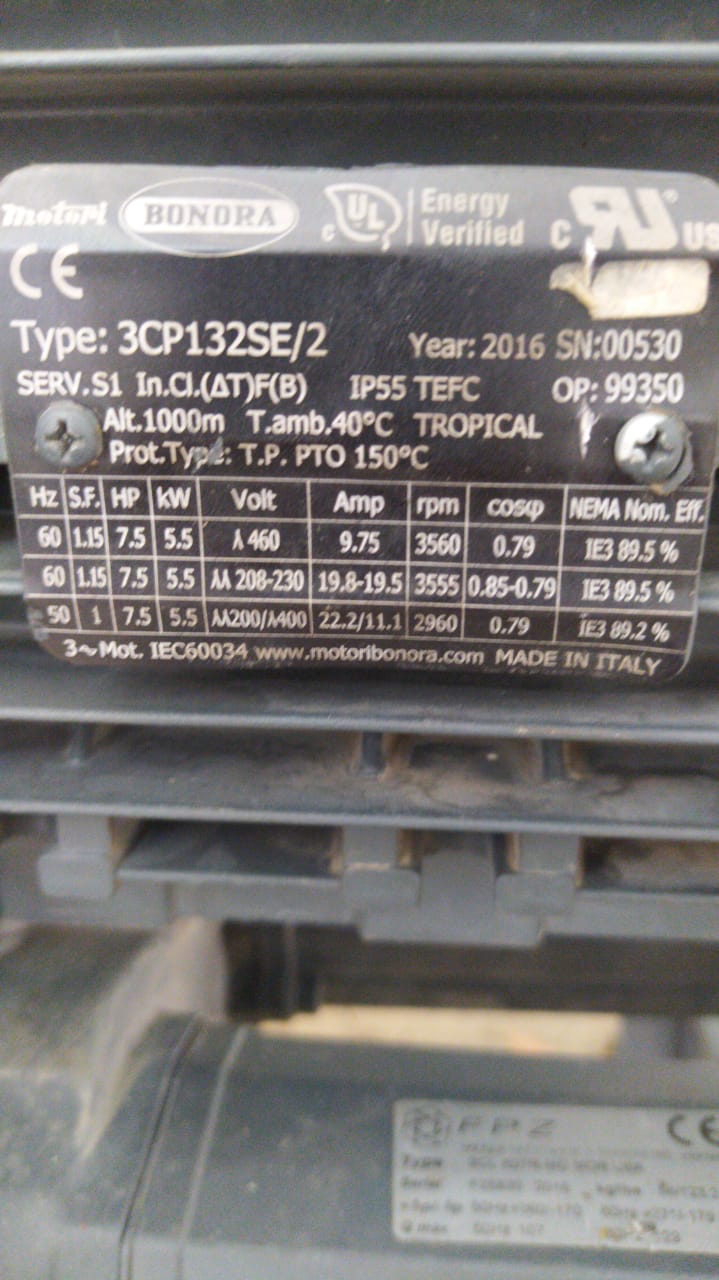 motori BONORA c UL Energy Verified c RU US
CE
Type: 3CP132SE/2 Year: 2016 SN:00530
SERV.S1 In.Cl.(ΔT)F(B) IP55 TEFC OP: 99350
Alt.1000m T.amb.40°C TROPICAL
Prot.Type: T.P. PTO 150°C
Hz S.F. HP kW Volt Amp rpm cosφ NEMA Nom. Eff.
60 1.15 7.5 5.5 ⅄ 460 9.75 3560 0.79 IE3 89.5 %
60 1.15 7.5 5.5 ⅄⅄ 208-230 19.8-19.5 3555 0.85-0.79 IE3 89.5 %
50 1 7.5 5.5 ⅄⅄200/⅄400 22.2/11.1 2960 0.79 IE3 89.2 %
3~Mot. IEC60034 www.motoribonora.com MADE IN ITALY
FPZ CE
Type